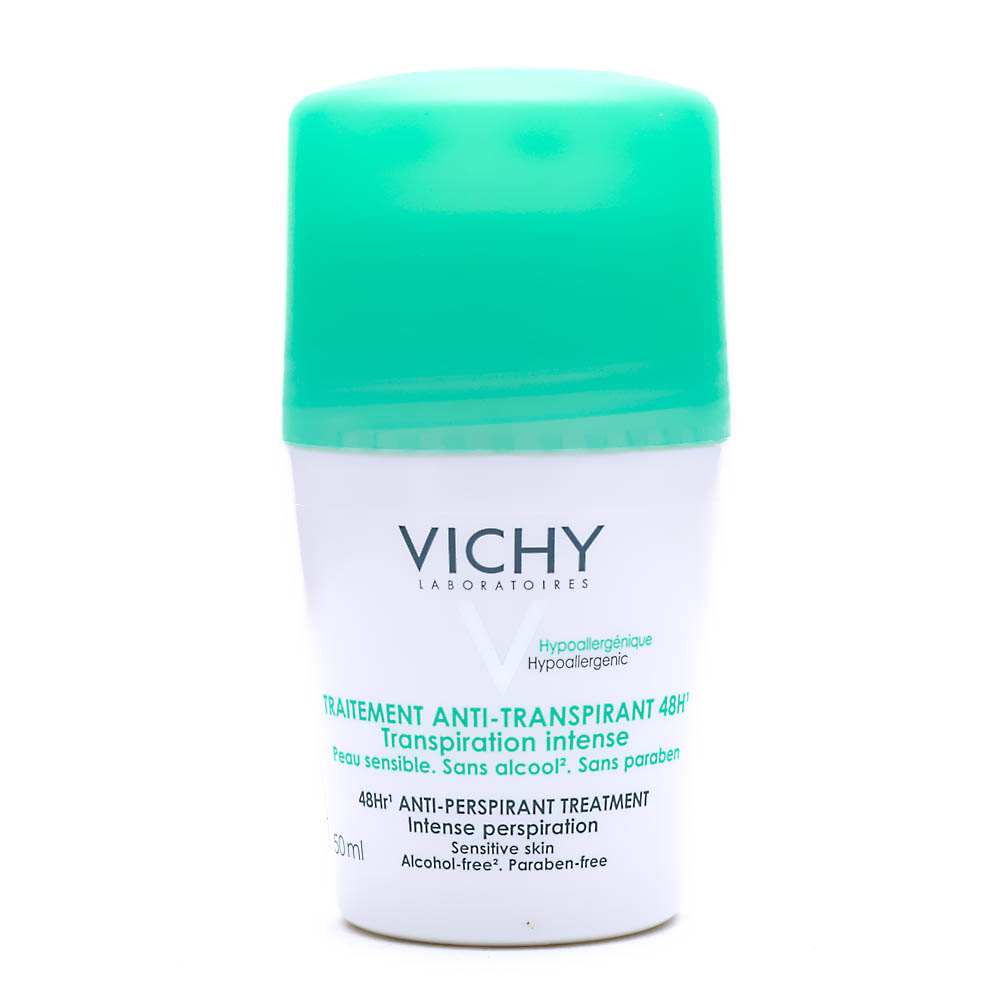 VICHY
LABORATOIRES
Hypoallergénique
Hypoallergenic
TRAITEMENT ANTI-TRANSPIRANT 48H¹
Transpiration intense
Peau sensible. Sans alcool². Sans paraben
48Hr¹ ANTI-PERSPIRANT TREATMENT
Intense perspiration
Sensitive skin
50ml
Alcohol-free². Paraben-free